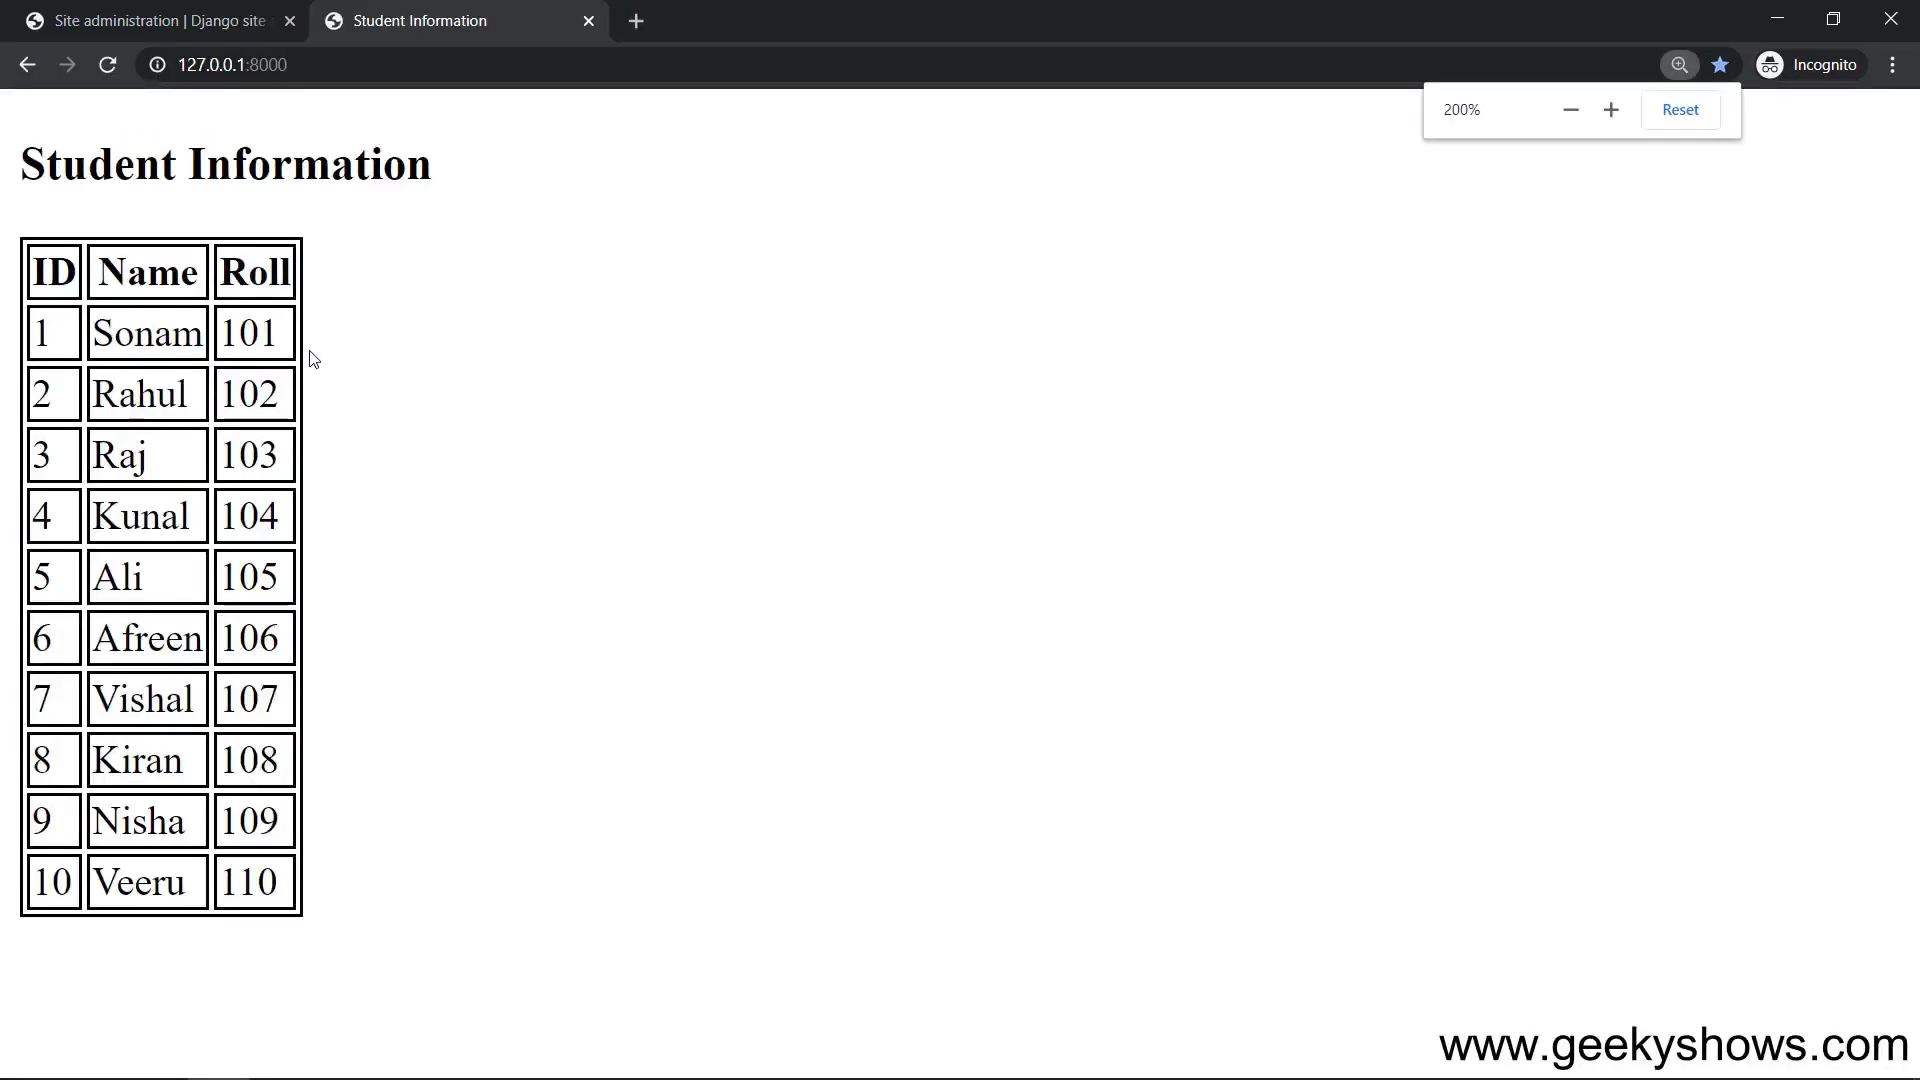 Site administration | Django site
Student Information
127.0.0.1:8000
Incognito
200%
Reset
Student Information
ID Name Roll
1 Sonam 101
2 Rahul 102
3 Raj 103
4 Kunal 104
5 Ali 105
6 Afreen 106
7 Vishal 107
8 Kiran 108
9 Nisha 109
10 Veeru 110
www.geekyshows.com